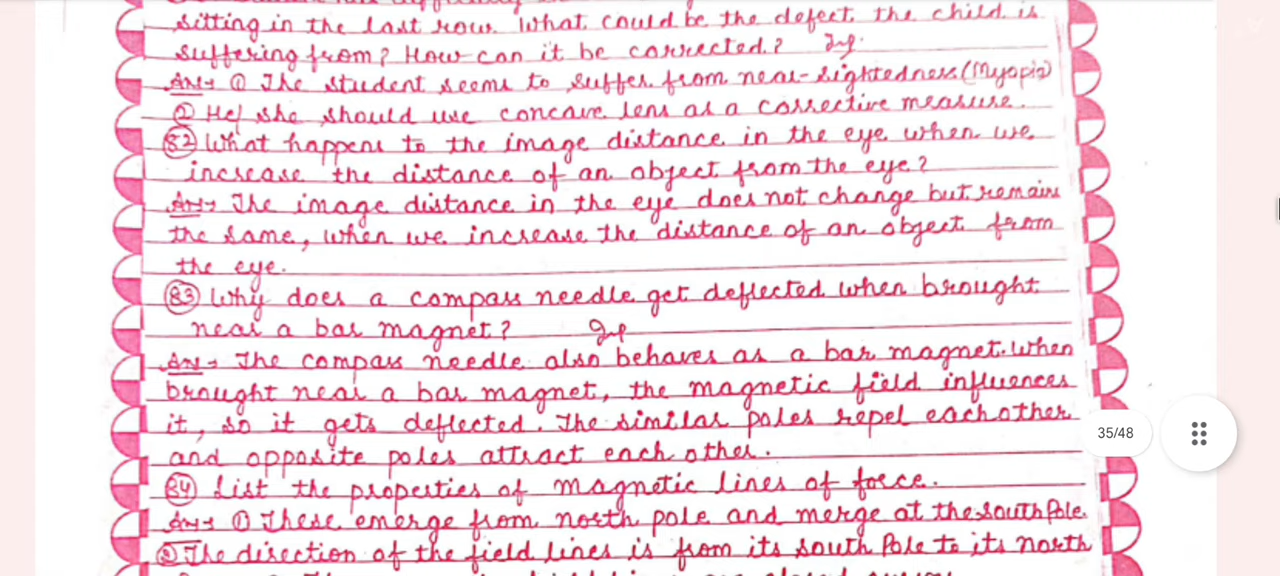 sitting in the last row. What could be the defect the child is
suffering from? How can it be corrected? Imp.
Ans → ① The student seems to suffer from near-sightedness (Myopia)
② He/she should use concave lens as a corrective measure.
(82) What happens to the image distance in the eye when we
increase the distance of an object from the eye?
Ans → The image distance in the eye does not change but remains
the same, when we increase the distance of an object from
the eye.
(83) Why does a compass needle get deflected when brought
near a bar magnet? Imp
Ans → The compass needle also behaves as a bar magnet. When
brought near a bar magnet, the magnetic field influences
it, so it gets deflected. The similar poles repel each other
and opposite poles attract each other.
35/48
(84) List the properties of magnetic lines of force.
Ans → ① These emerge from north pole and merge at the south Pole.
② The direction of the field lines is from its south Pole to its north